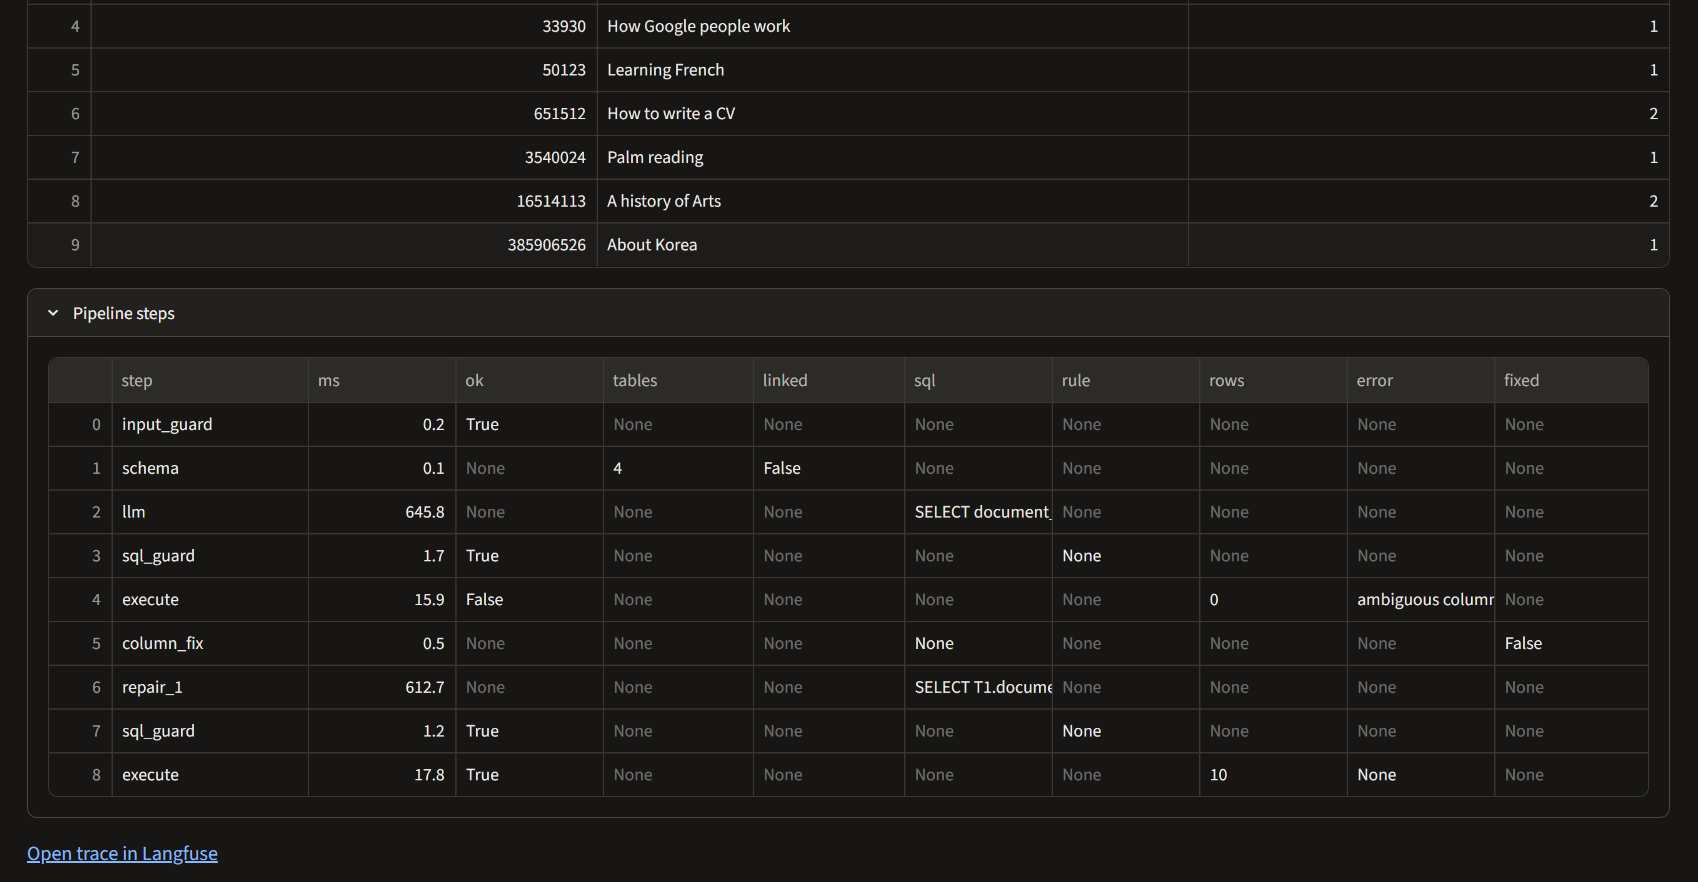 4 33930 How Google people work 1
5 50123 Learning French 1
6 651512 How to write a CV 2
7 3540024 Palm reading 1
8 16514113 A history of Arts 2
9 385906526 About Korea 1
Pipeline steps
step ms ok tables linked sql rule rows error fixed
0 input_guard 0.2 True None None None None None None None
1 schema 0.1 None 4 False None None None None None
2 llm 645.8 None None None SELECT document_ None None None None
3 sql_guard 1.7 True None None None None None None None
4 execute 15.9 False None None None None 0 ambiguous column None
5 column_fix 0.5 None None None None None None None False
6 repair_1 612.7 None None None SELECT T1.docume None None None None
7 sql_guard 1.2 True None None None None None None None
8 execute 17.8 True None None None None 10 None None
Open trace in Langfuse